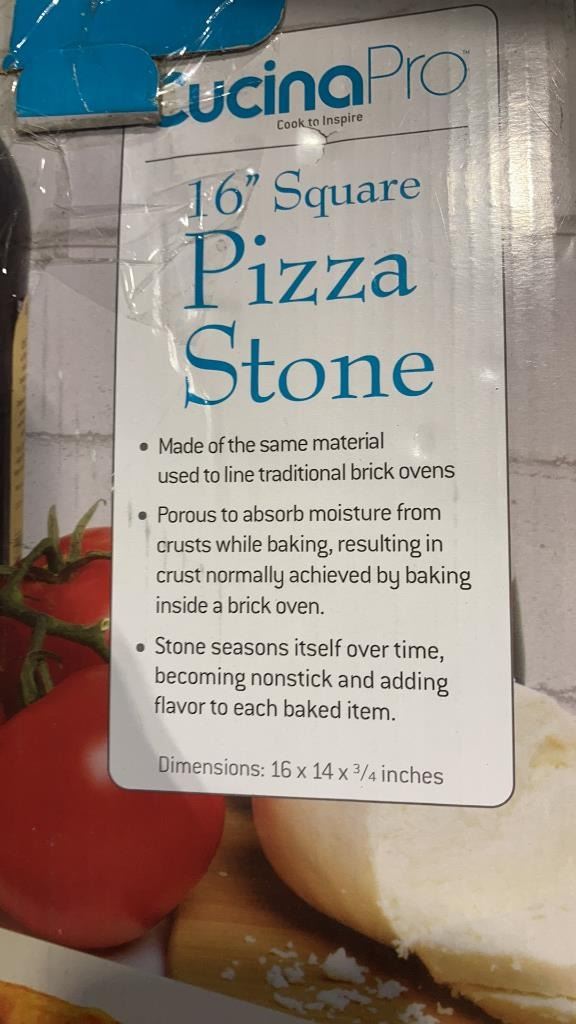 CucinaPro™
Cook to Inspire
16" Square
Pizza
Stone
• Made of the same material
used to line traditional brick ovens
• Porous to absorb moisture from
crusts while baking, resulting in
crust normally achieved by baking
inside a brick oven.
• Stone seasons itself over time,
becoming nonstick and adding
flavor to each baked item.
Dimensions: 16 x 14 x 3/4 inches